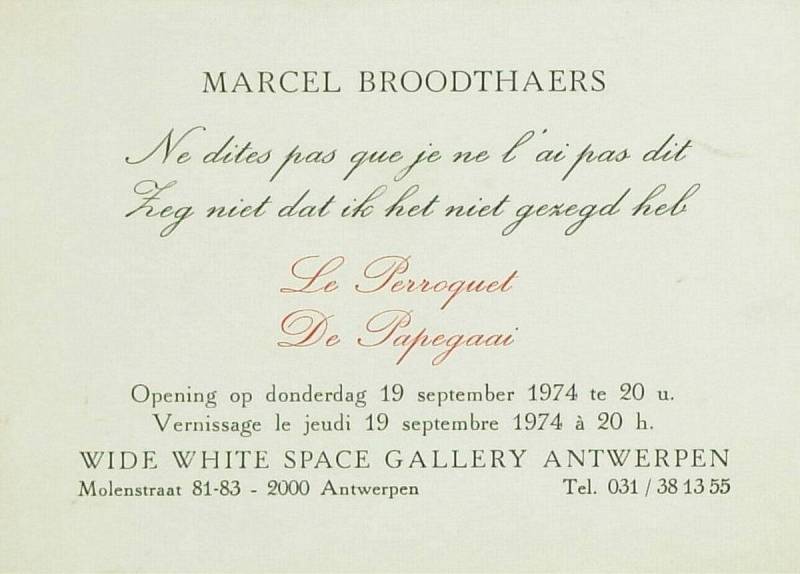 MARCEL BROODTHAERS
Ne dites pas que je ne l'ai pas dit
Zeg niet dat ik het niet gezegd heb
Le Perroquet
De Papegaai
Opening op donderdag 19 september 1974 te 20 u.
Vernissage le jeudi 19 septembre 1974 à 20 h.
WIDE WHITE SPACE GALLERY ANTWERPEN
Molenstraat 81-83 - 2000 Antwerpen Tel. 031 / 38 13 55